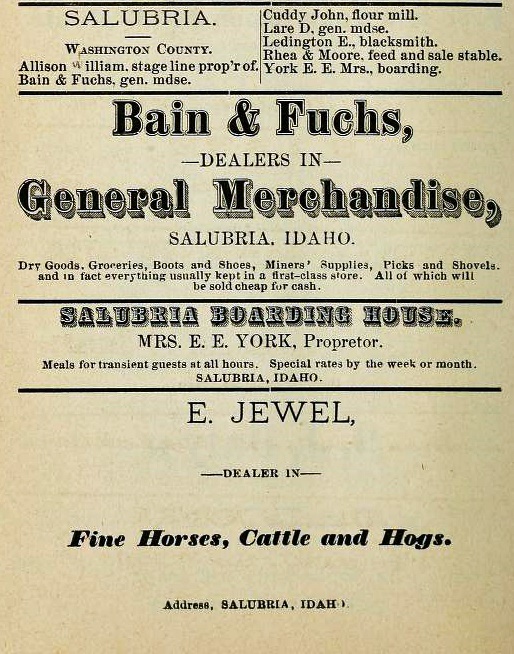 SALUBRIA.
WASHINGTON COUNTY.
Allison William, stage line prop'r of.
Bain & Fuchs, gen. mdse.
Cuddy John, flour mill.
Lare D, gen. mdse.
Ledington E., blacksmith.
Rhea & Moore, feed and sale stable.
York E. E. Mrs., boarding.
Bain & Fuchs,
—DEALERS IN—
General Merchandise,
SALUBRIA, IDAHO.
Dry Goods, Groceries, Boots and Shoes, Miners' Supplies, Picks and Shovels.
and in fact everything usually kept in a first-class store. All of which will
be sold cheap for cash.
SALUBRIA BOARDING HOUSE.
MRS. E. E. YORK, Propretor.
Meals for transient guests at all hours. Special rates by the week or month.
SALUBRIA, IDAHO.
E. JEWEL,
—DEALER IN—
Fine Horses, Cattle and Hogs.
Address, SALUBRIA, IDAHO.